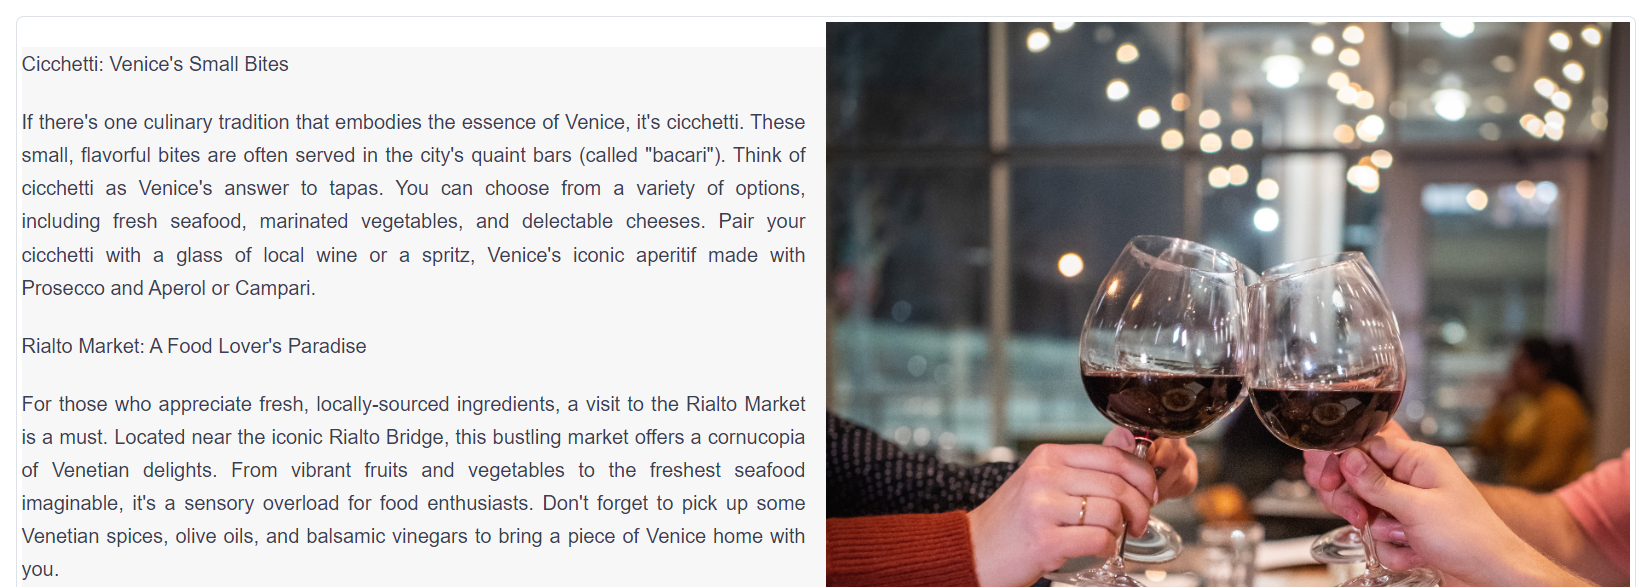 Cicchetti: Venice's Small Bites
If there's one culinary tradition that embodies the essence of Venice, it's cicchetti. These
small, flavorful bites are often served in the city's quaint bars (called "bacari"). Think of
cicchetti as Venice's answer to tapas. You can choose from a variety of options,
including fresh seafood, marinated vegetables, and delectable cheeses. Pair your
cicchetti with a glass of local wine or a spritz, Venice's iconic aperitif made with
Prosecco and Aperol or Campari.
Rialto Market: A Food Lover's Paradise
For those who appreciate fresh, locally-sourced ingredients, a visit to the Rialto Market
is a must. Located near the iconic Rialto Bridge, this bustling market offers a cornucopia
of Venetian delights. From vibrant fruits and vegetables to the freshest seafood
imaginable, it's a sensory overload for food enthusiasts. Don't forget to pick up some
Venetian spices, olive oils, and balsamic vinegars to bring a piece of Venice home with
you.